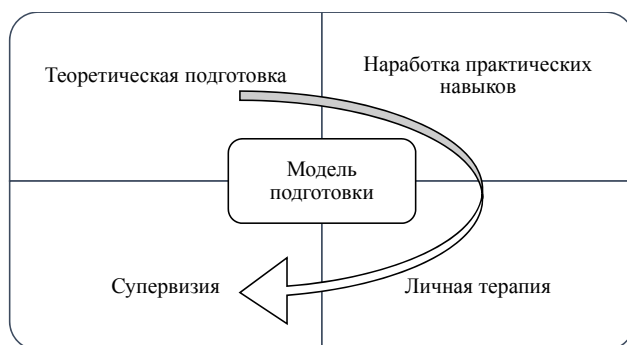 Теоретическая подготовка
Наработка практических
навыков
Модель
подготовки
Супервизия
Личная терапия